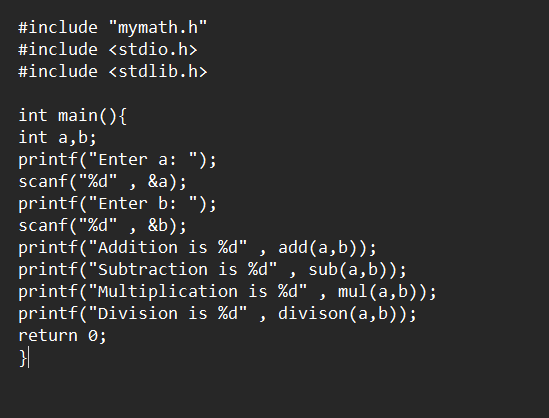 #include "mymath.h"
#include <stdio.h>
#include <stdlib.h>

int main(){
int a,b;
printf("Enter a: ");
scanf("%d" , &a);
printf("Enter b: ");
scanf("%d" , &b);
printf("Addition is %d" , add(a,b));
printf("Subtraction is %d" , sub(a,b));
printf("Multiplication is %d" , mul(a,b));
printf("Division is %d" , divison(a,b));
return 0;
}